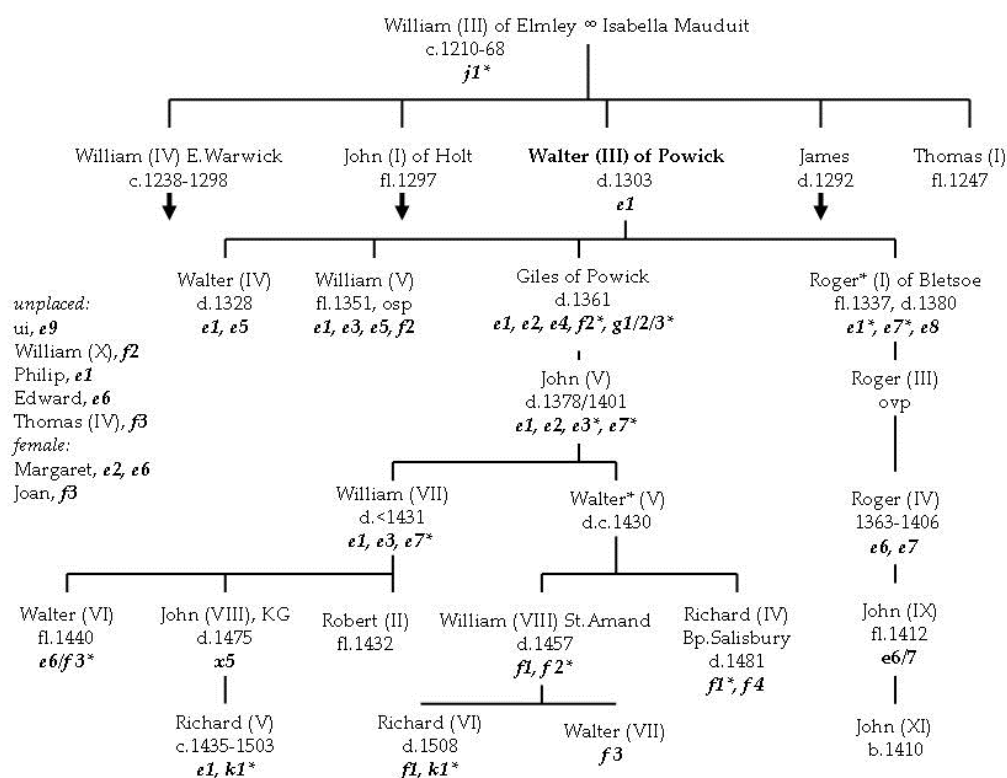 William (III) of Elmley ∞ Isabella Mauduit
c.1210-68
j1*
William (IV) E.Warwick
c.1238-1298
John (I) of Holt
fl.1297
Walter (III) of Powick
d.1303
e1
James
d.1292
Thomas (I)
fl.1247
Walter (IV)
d.1328
e1, e5
William (V)
fl.1351, osp
e1, e3, e5, f2
Giles of Powick
d.1361
e1, e2, e4, f2*, g1/2/3*
Roger* (I) of Bletsoe
fl.1337, d.1380
e1*, e7*, e8
unplaced:
ui, e9
William (X), f2
Philip, e1
Edward, e6
Thomas (IV), f3
female:
Margaret, e2, e6
Joan, f3
John (V)
d.1378/1401
e1, e2, e3*, e7*
Roger (III)
ovp
William (VII)
d.<1431
e1, e3, e7*
Walter* (V)
d.c.1430
Roger (IV)
1363-1406
e6, e7
Walter (VI)
fl.1440
e6/f3*
John (VIII), KG
d.1475
x5
Robert (II)
fl.1432
William (VIII) St.Amand
d.1457
f1, f2*
Richard (IV)
Bp.Salisbury
d.1481
f1*, f4
John (IX)
fl.1412
e6/7
Richard (V)
c.1435-1503
e1, k1*
Richard (VI)
d.1508
f1, k1*
Walter (VII)
f3
John (XI)
b.1410